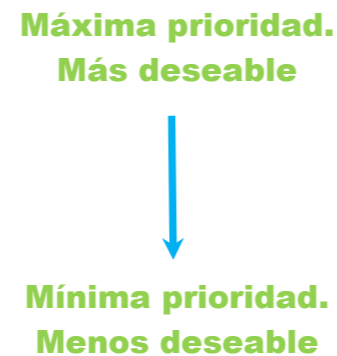 Máxima prioridad.
Más deseable
Mínima prioridad.
Menos deseable